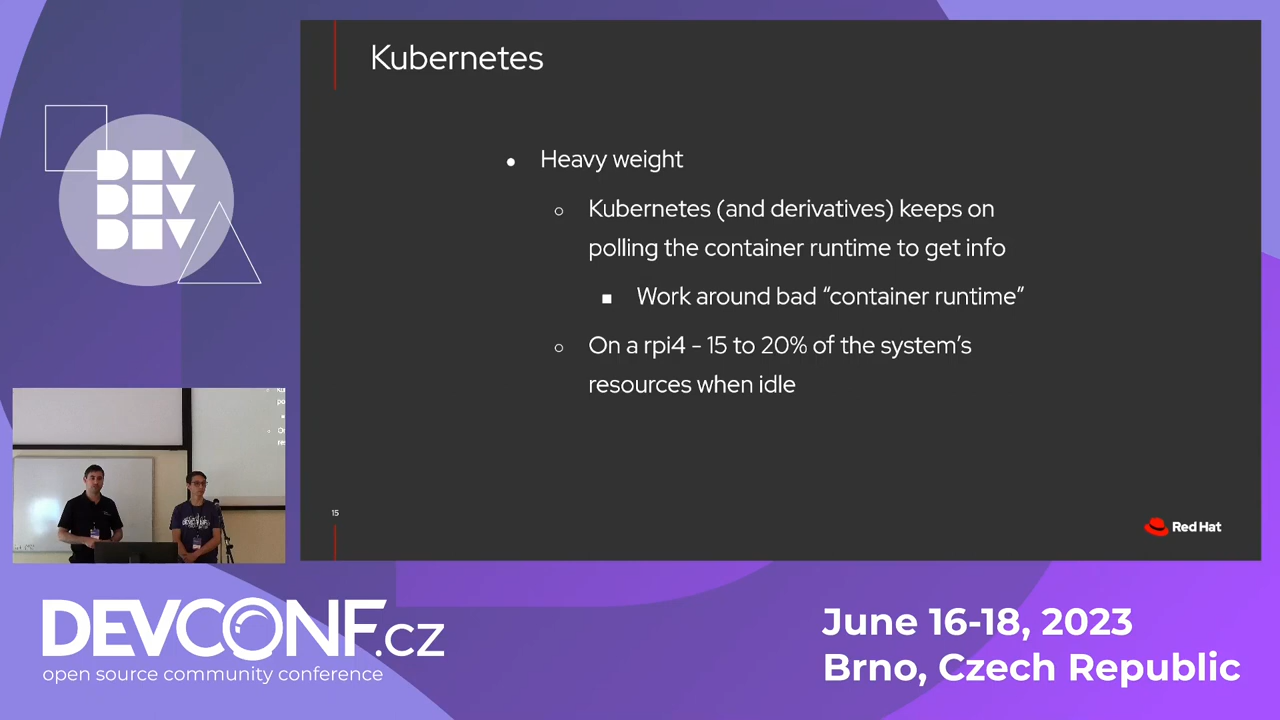 Kubernetes
DEV
DEV
DEV
Heavy weight
Kubernetes (and derivatives) keeps on
polling the container runtime to get info
Work around bad “container runtime”
On a rpi4 - 15 to 20% of the system’s
resources when idle
15
Red Hat
DEVCONF.cz
open source community conference
June 16-18, 2023
Brno, Czech Republic